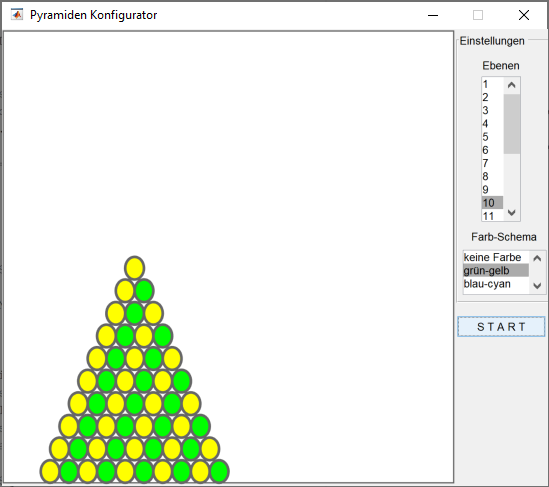 Pyramiden Konfigurator
Einstellungen
Ebenen
1
2
3
4
5
6
7
8
9
10
11
Farb-Schema
keine Farbe
grün-gelb
blau-cyan
S T A R T